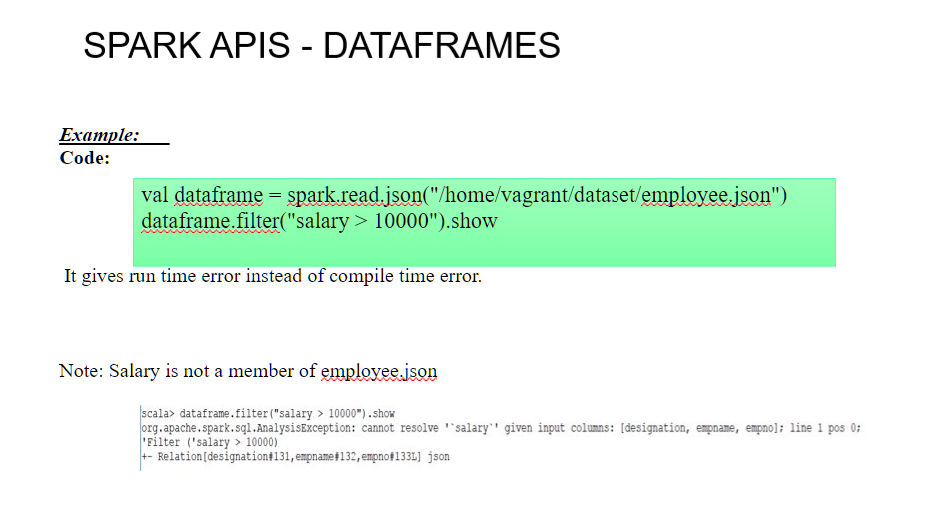 SPARK APIS - DATAFRAMES
Example:
Code:
val dataframe = spark.read.json("/home/vagrant/dataset/employee.json")
dataframe.filter("salary > 10000").show
It gives run time error instead of compile time error.
Note: Salary is not a member of employee.json
scala> dataframe.filter("salary > 10000").show
org.apache.spark.sql.AnalysisException: cannot resolve '`salary`' given input columns: [designation, empname, empno]; line 1 pos 0;
'Filter ('salary > 10000)
+- Relation[designation#131,empname#132,empno#133L] json